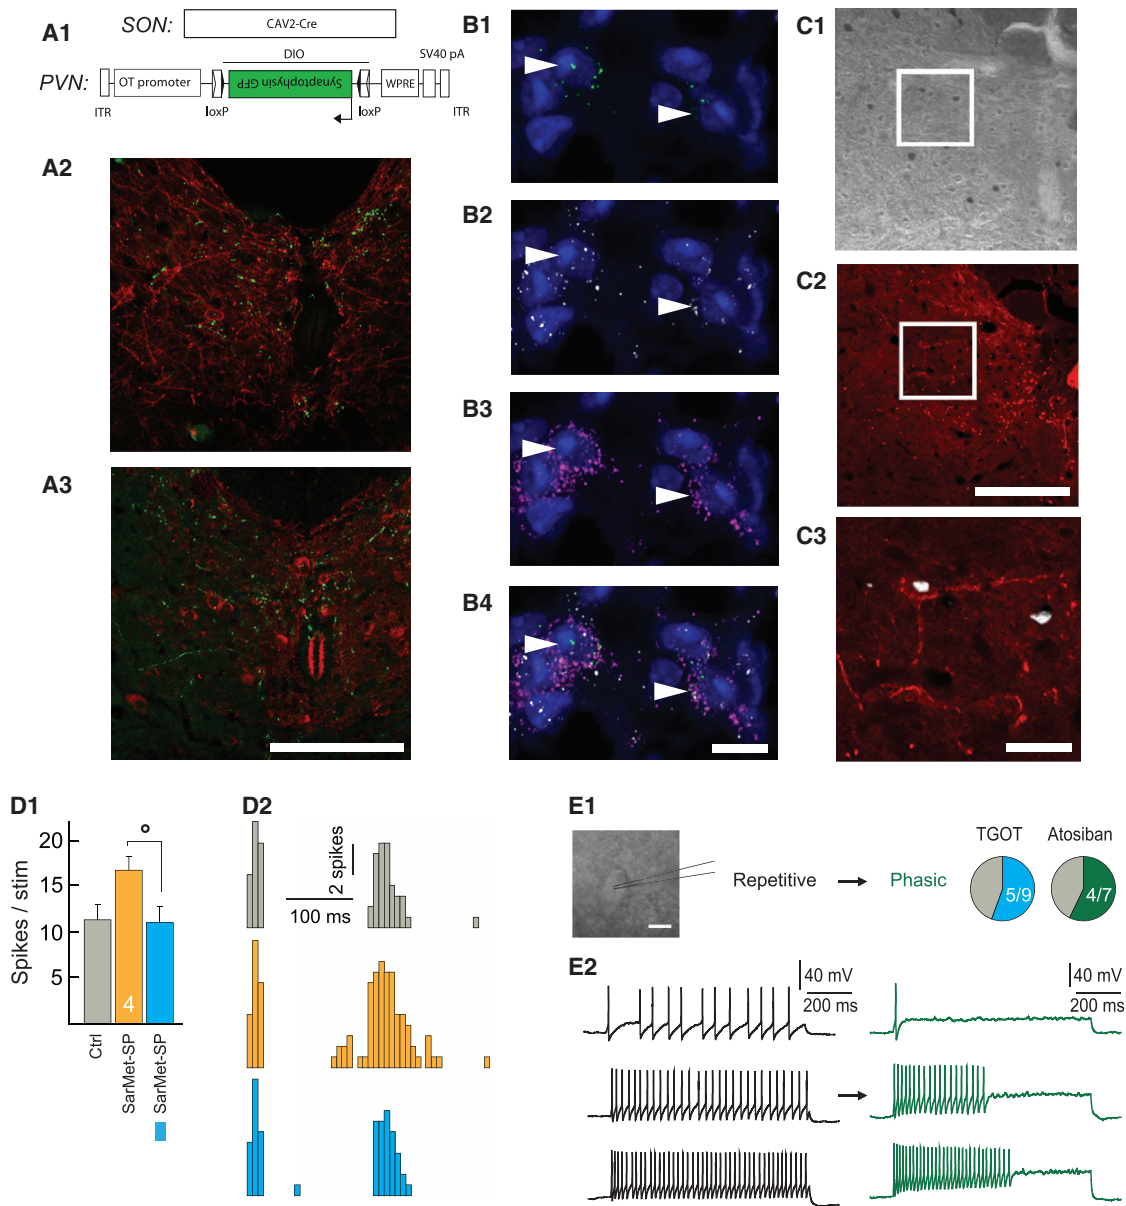 A1
SON:
CAV2-Cre
DIO
SV40 pA
PVN:
OT promoter
Synaptophysin GFP
WPRE
ITR
loxP
loxP
ITR
A2
A3
B1
B2
B3
B4
C1
C2
C3
D1
Spikes / stim
20
15
10
5
4
Ctrl
SarMet-SP
SarMet-SP
D2
2 spikes
100 ms
E1
Repetitive
Phasic
TGOT
Atosiban
5/9
4/7
E2
40 mV
200 ms
40 mV
200 ms